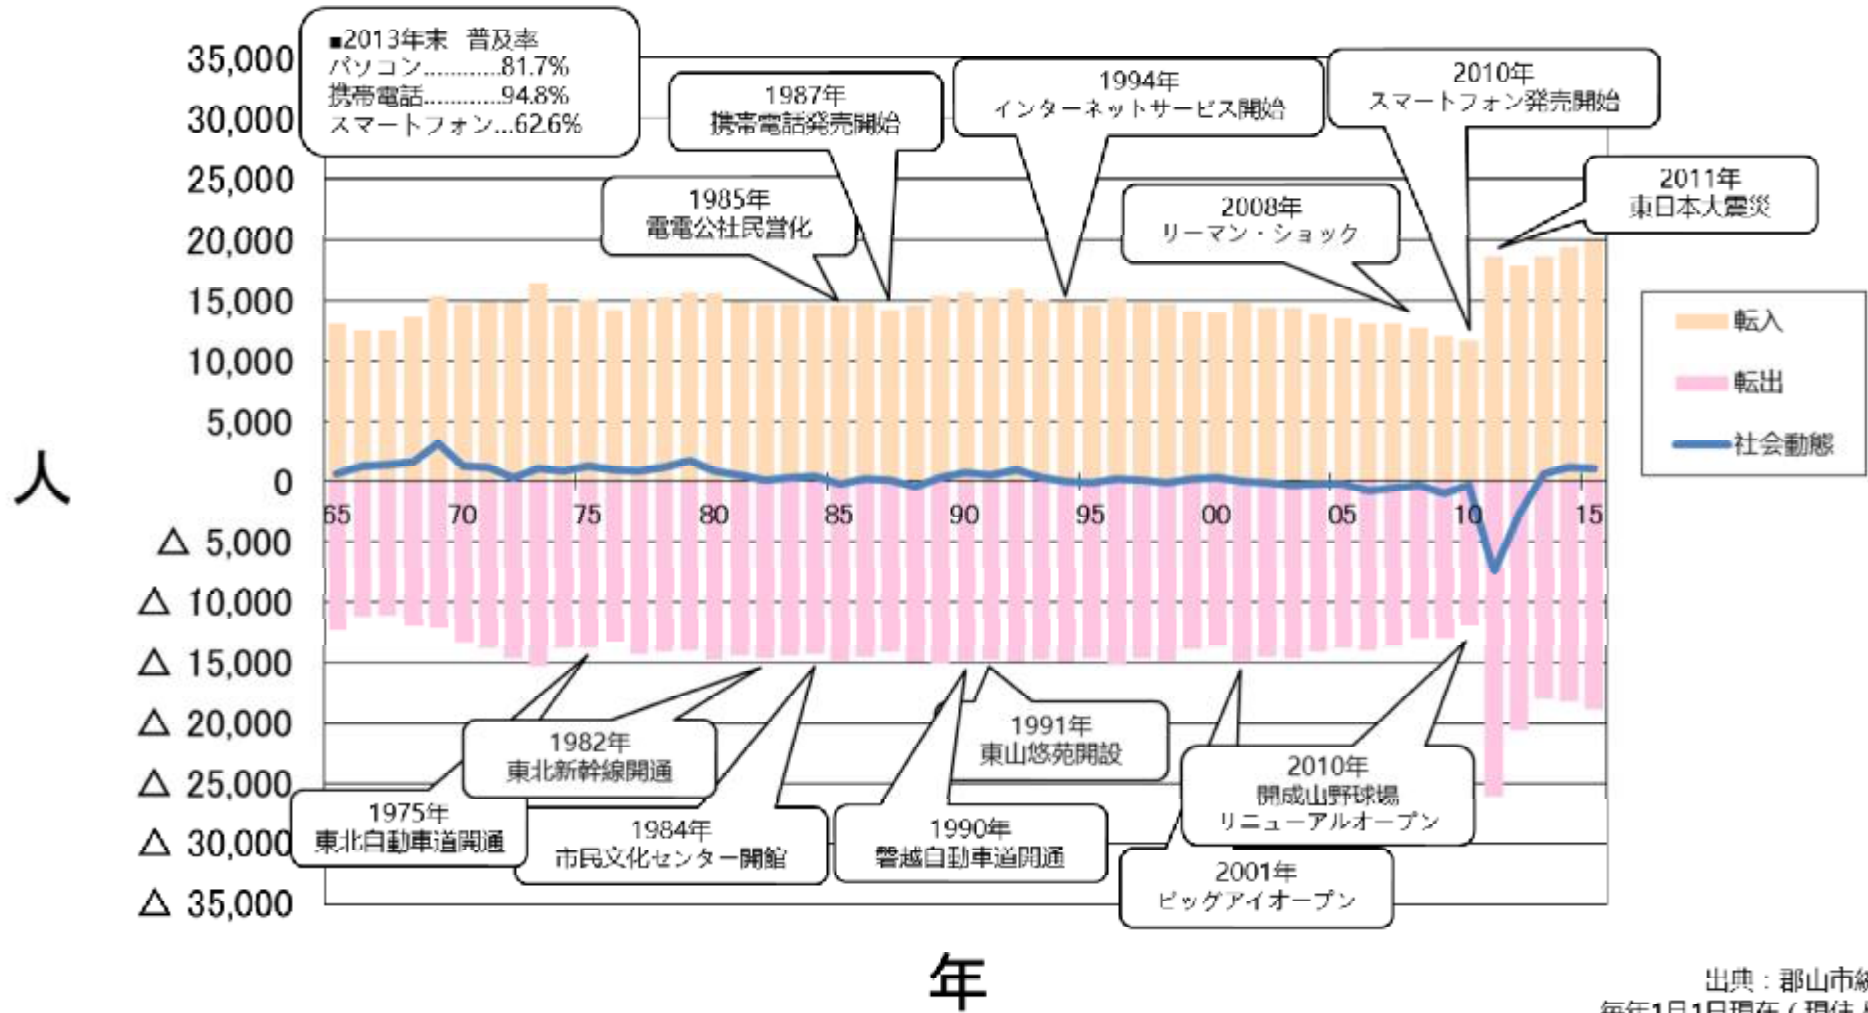 ■2013年末 普及率
パソコン............81.7%
携帯電話............94.8%
スマートフォン...62.6%
1987年
携帯電話発売開始
1994年
インターネットサービス開始
2010年
スマートフォン発売開始
1985年
電電公社民営化
2008年
リーマン・ショック
2011年
東日本大震災
35,000
30,000
25,000
20,000
15,000
10,000
5,000
0
△ 5,000
△ 10,000
△ 15,000
△ 20,000
△ 25,000
△ 30,000
△ 35,000
人
65 70 75 80 85 90 95 00 05 10 15
転入
転出
社会動態
1975年
東北自動車道開通
1982年
東北新幹線開通
1984年
市民文化センター開館
1990年
磐越自動車道開通
1991年
東山悠苑開設
2001年
ビッグアイオープン
2010年
開成山野球場
リニューアルオープン
年
出典：郡山市
毎年1月1日現在（現住